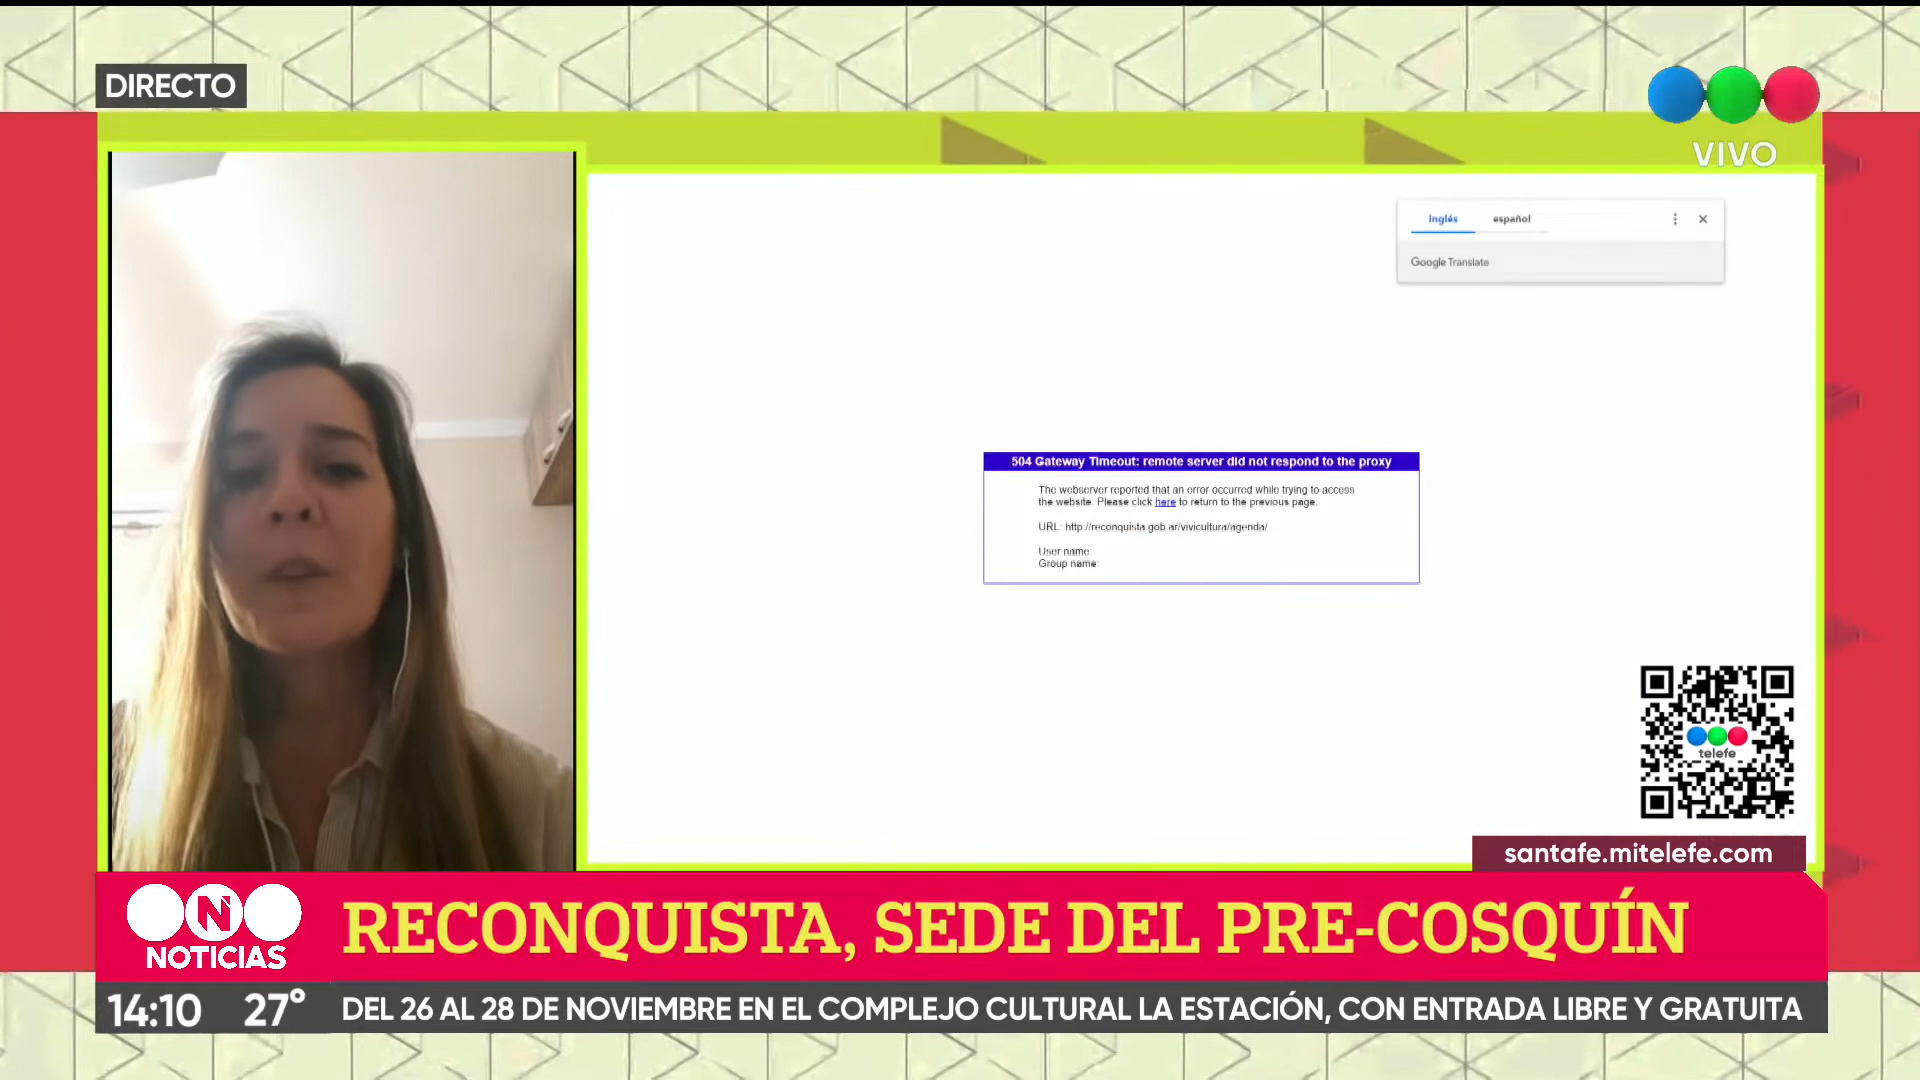 DIRECTO
VIVO
inglés español
Google Translate
504 Gateway Timeout: remote server did not respond to the proxy
The webserver reported that an error occurred while trying to access
the website. Please click here to return to the previous page.
URL: http://reconquista.gob.ar/vivicultura/agenda/
User name:
Group name:
telefe
santafe.mitelefe.com
N
NOTICIAS
RECONQUISTA, SEDE DEL PRE-COSQUÍN
14:10 27°
DEL 26 AL 28 DE NOVIEMBRE EN EL COMPLEJO CULTURAL LA ESTACIÓN, CON ENTRADA LIBRE Y GRATUITA